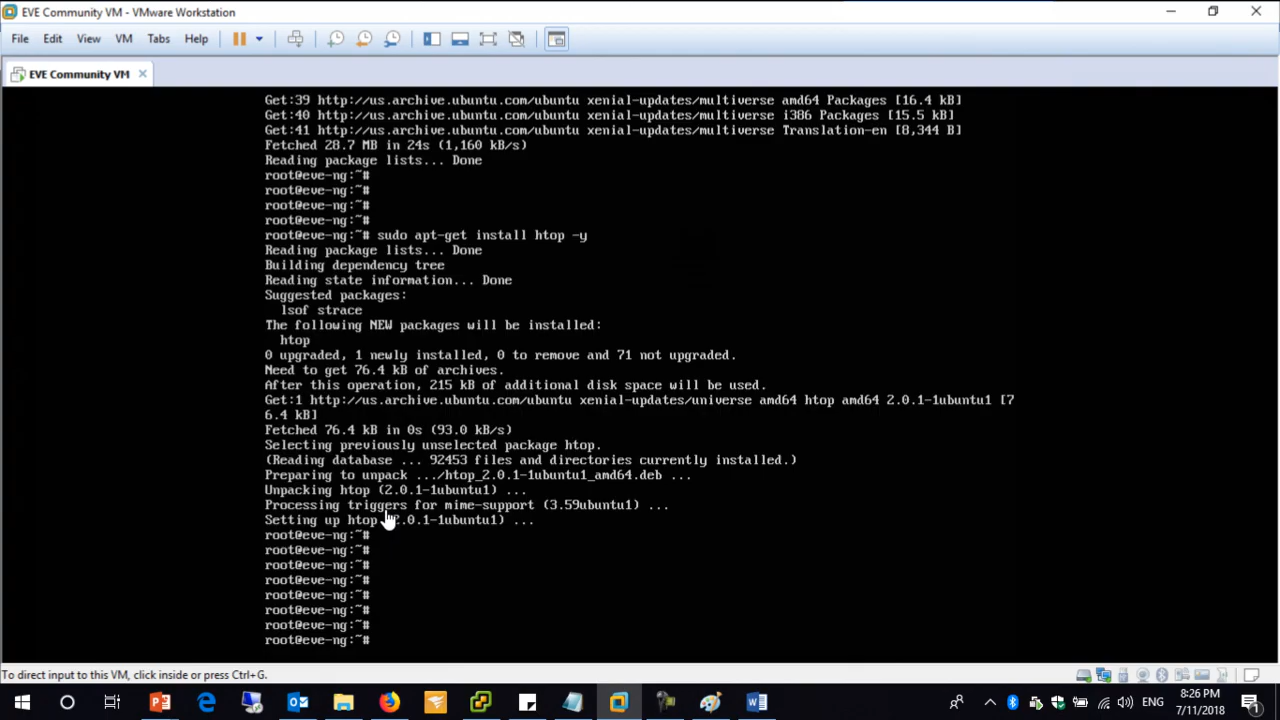 EVE Community VM - VMware Workstation
File Edit View VM Tabs Help
EVE Community VM
Get:39 http://us.archive.ubuntu.com/ubuntu xenial-updates/multiverse amd64 Packages [16.4 kB]
Get:40 http://us.archive.ubuntu.com/ubuntu xenial-updates/multiverse i386 Packages [15.5 kB]
Get:41 http://us.archive.ubuntu.com/ubuntu xenial-updates/multiverse Translation-en [8,344 B]
Fetched 28.7 MB in 24s (1,160 kB/s)
Reading package lists... Done
root@eve-ng:~#
root@eve-ng:~#
root@eve-ng:~#
root@eve-ng:~#
root@eve-ng:~# sudo apt-get install htop -y
Reading package lists... Done
Building dependency tree
Reading state information... Done
Suggested packages:
lsof strace
The following NEW packages will be installed:
htop
0 upgraded, 1 newly installed, 0 to remove and 71 not upgraded.
Need to get 76.4 kB of archives.
After this operation, 215 kB of additional disk space will be used.
Get:1 http://us.archive.ubuntu.com/ubuntu xenial-updates/universe amd64 htop amd64 2.0.1-1ubuntu1 [7
6.4 kB]
Fetched 76.4 kB in 0s (93.0 kB/s)
Selecting previously unselected package htop.
(Reading database ... 92453 files and directories currently installed.)
Preparing to unpack .../htop_2.0.1-1ubuntu1_amd64.deb ...
Unpacking htop (2.0.1-1ubuntu1) ...
Processing triggers for mime-support (3.59ubuntu1) ...
Setting up htop (2.0.1-1ubuntu1) ...
root@eve-ng:~#
root@eve-ng:~#
root@eve-ng:~#
root@eve-ng:~#
root@eve-ng:~#
root@eve-ng:~#
root@eve-ng:~#
root@eve-ng:~#
To direct input to this VM, click inside or press Ctrl+G.
ENG
8:26 PM
7/11/2018